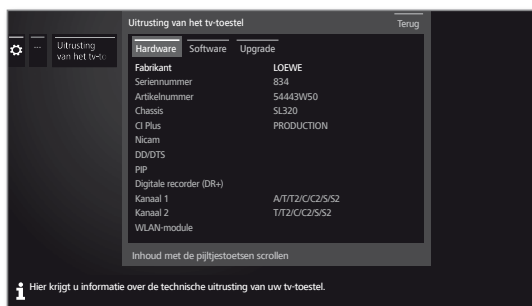 Uitrusting van het tv-toestel
Terug
...
Uitrusting
van het tv-to
Hardware Software Upgrade
Fabrikant LOEWE
Seriennummer 834
Artikelnummer 54443W50
Chassis SL320
CI Plus PRODUCTION
Nicam
DD/DTS
PIP
Digitale recorder (DR+)
Kanaal 1 A/T/T2/C/C2/S/S2
Kanaal 2 T/T2/C/C2/S/S2
WLAN-module
Inhoud met de pijltjestoetsen scrollen
i Hier krijgt u informatie over de technische uitrusting van uw tv-toestel.